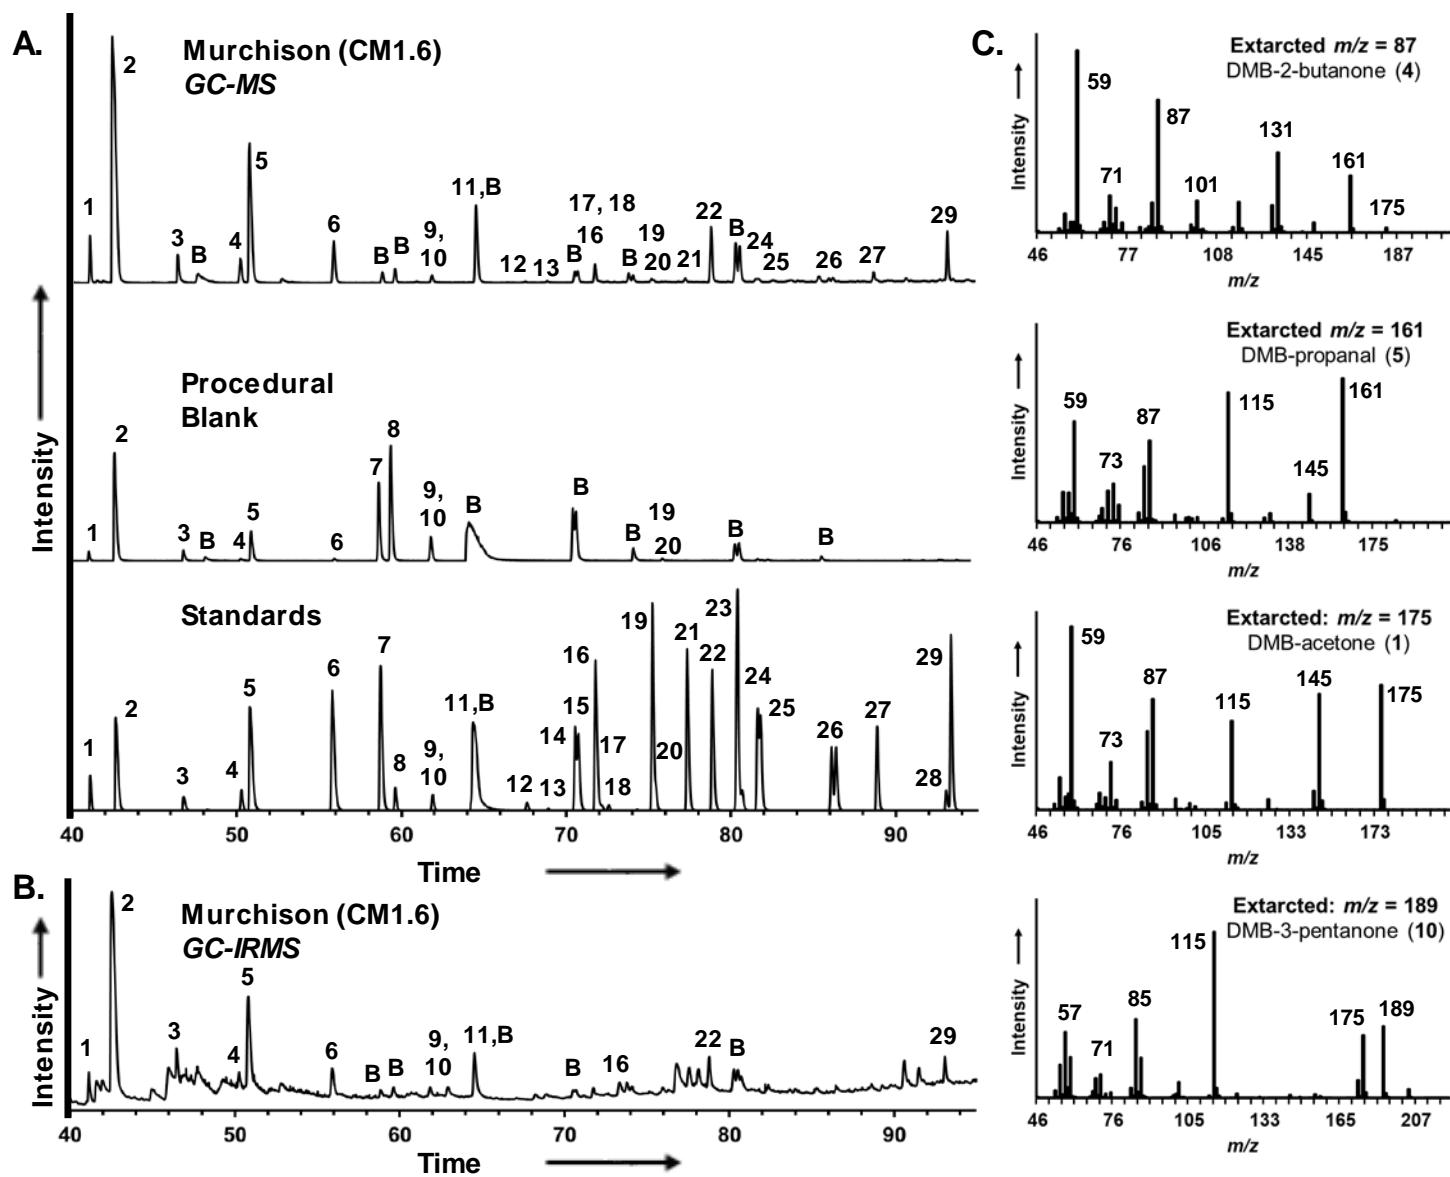 A.
Murchison (CM1.6)
GC-MS
1
2
3
B
4
5
6
B
B
9,
10
11,B
12
13
17, 18
16
B
19
B
20
21
22
B
24
25
26
27
29
Procedural
Blank
1
2
3
B
4
5
6
7
8
9,
10
B
B
19
B
20
B
B
Standards
1
2
3
4
5
6
7
8
9,
10
11,B
12
13
14
15
16
17
18
19
20
21
22
23
24
25
26
27
28
29
Intensity
40
50
60
70
80
90
Time
B.
Murchison (CM1.6)
GC-IRMS
1
2
3
4
5
6
B
B
9,
10
11,B
B
16
22
B
29
Intensity
40
50
60
70
80
90
Time
C.
Extarcted m/z = 87
DMB-2-butanone (4)
59
71
87
101
131
161
175
Intensity
46
77
108
145
187
m/z
Extarcted m/z = 161
DMB-propanal (5)
59
73
87
115
145
161
Intensity
46
76
106
138
175
m/z
Extarcted: m/z = 175
DMB-acetone (1)
59
73
87
115
145
175
Intensity
46
76
105
133
173
m/z
Extarcted: m/z = 189
DMB-3-pentanone (10)
57
71
85
115
175
189
Intensity
46
76
105
133
165
207
m/z